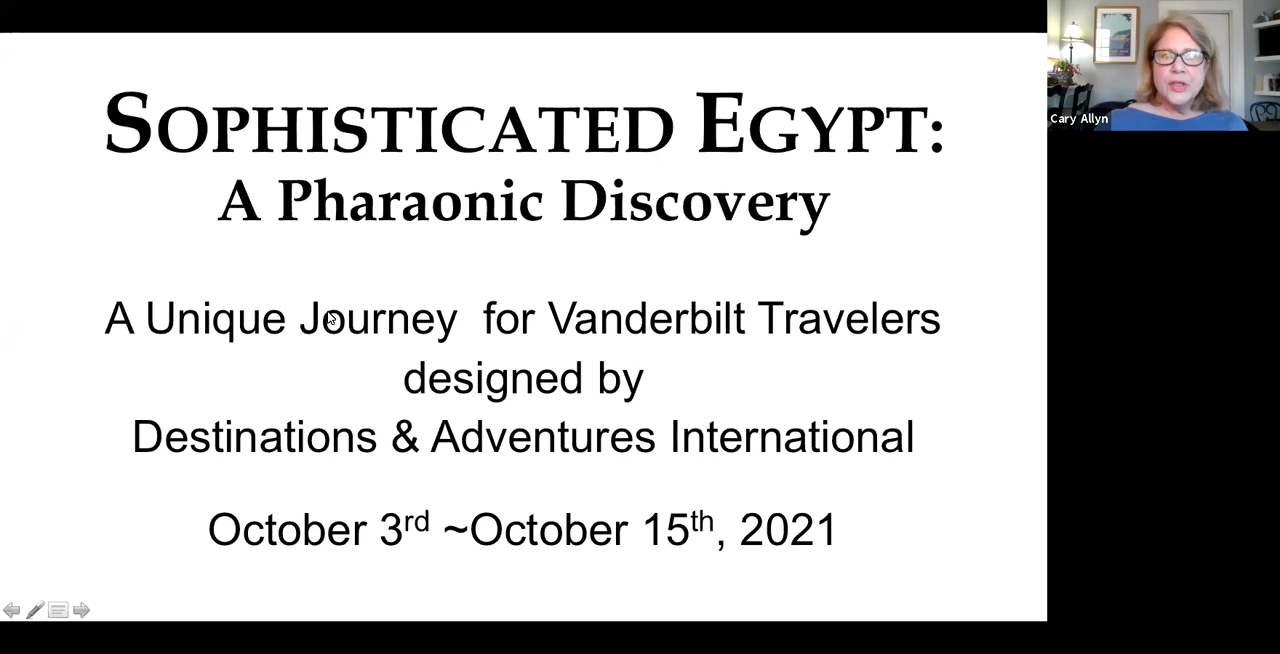 SOPHISTICATED EGYPT:
A Pharaonic Discovery
A Unique Journey  for Vanderbilt Travelers
designed by
Destinations & Adventures International
October 3rd ~October 15th, 2021
Cary Allyn